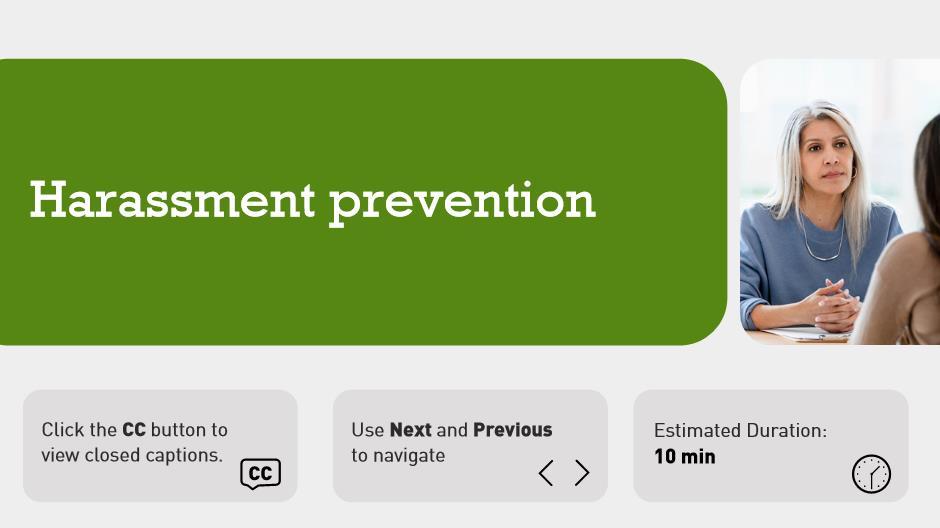 Harassment prevention
Click the CC button to
view closed captions.
CC
Use Next and Previous
to navigate
Estimated Duration:
10 min